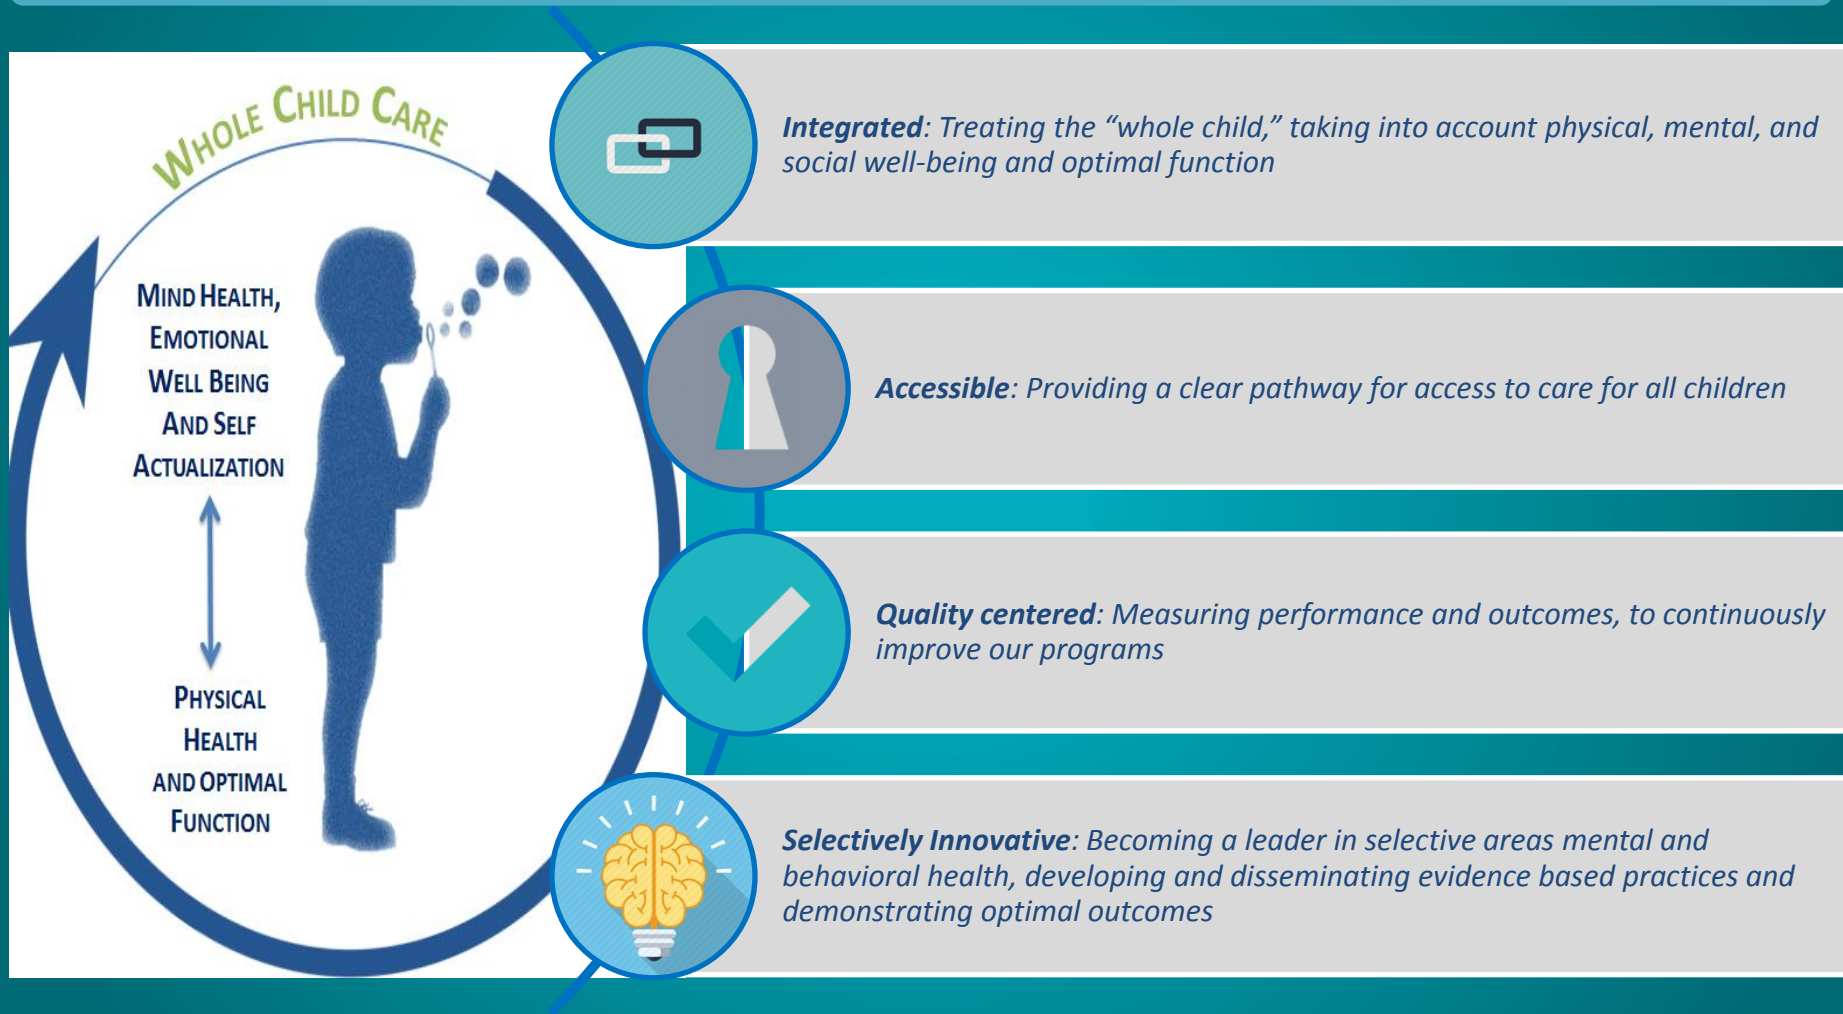 WHOLE CHILD CARE
MIND HEALTH,
EMOTIONAL
WELL BEING
AND SELF
ACTUALIZATION
PHYSICAL
HEALTH
AND OPTIMAL
FUNCTION
Integrated: Treating the “whole child,” taking into account physical, mental, and
social well-being and optimal function
Accessible: Providing a clear pathway for access to care for all children
Quality centered: Measuring performance and outcomes, to continuously
improve our programs
Selectively Innovative: Becoming a leader in selective areas mental and
behavioral health, developing and disseminating evidence based practices and
demonstrating optimal outcomes